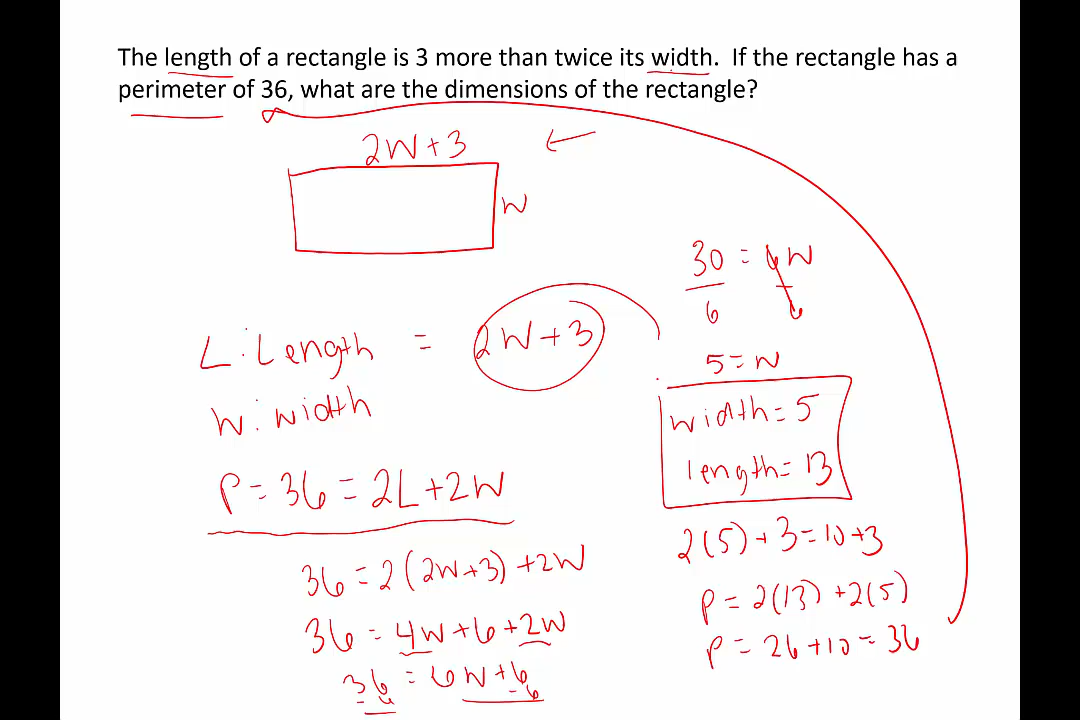 The length of a rectangle is 3 more than twice its width. If the rectangle has a
perimeter of 36, what are the dimensions of the rectangle?
2W+3
W
L: Length = 2W+3
W: width
P = 36 = 2L+2W
36 = 2(2W+3)+2W
36 = 4W+6+2W
36 = 6W+6
-6 -6
30 = 6W
6 6
5=W
width=5
length=13
2(5)+3=10+3
P = 2(13)+2(5)
P = 26+10=36